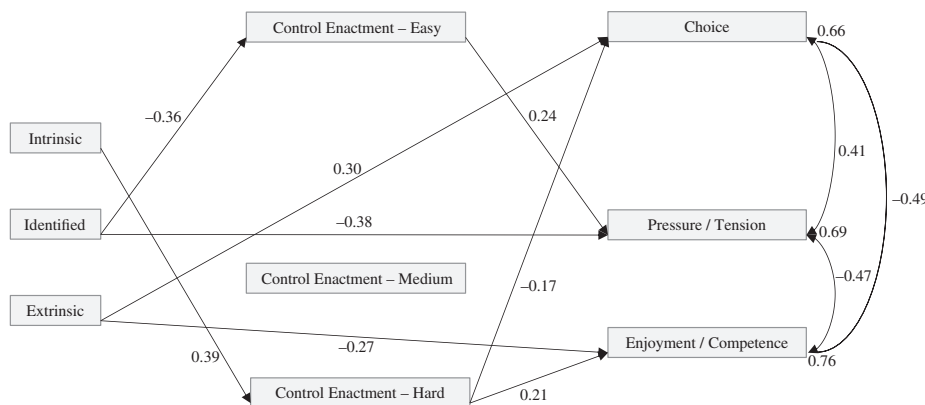 Control Enactment – Easy
Choice
0.66
–0.36
0.24
Intrinsic
0.30
0.41
–0.49
Identified
–0.38
Pressure / Tension
0.69
Control Enactment – Medium
–0.47
–0.17
Extrinsic
–0.27
Enjoyment / Competence
0.39
0.76
Control Enactment – Hard
0.21